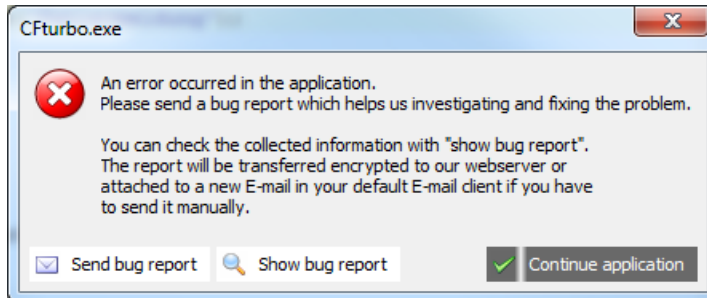 CFturbo.exe
An error occurred in the application.
Please send a bug report which helps us investigating and fixing the problem.
You can check the collected information with "show bug report".
The report will be transferred encrypted to our webserver or
attached to a new E-mail in your default E-mail client if you have
to send it manually.
Send bug report Show bug report Continue application